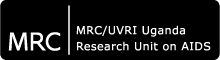 MRC
MRC/UVRI Uganda
Research Unit on AIDS